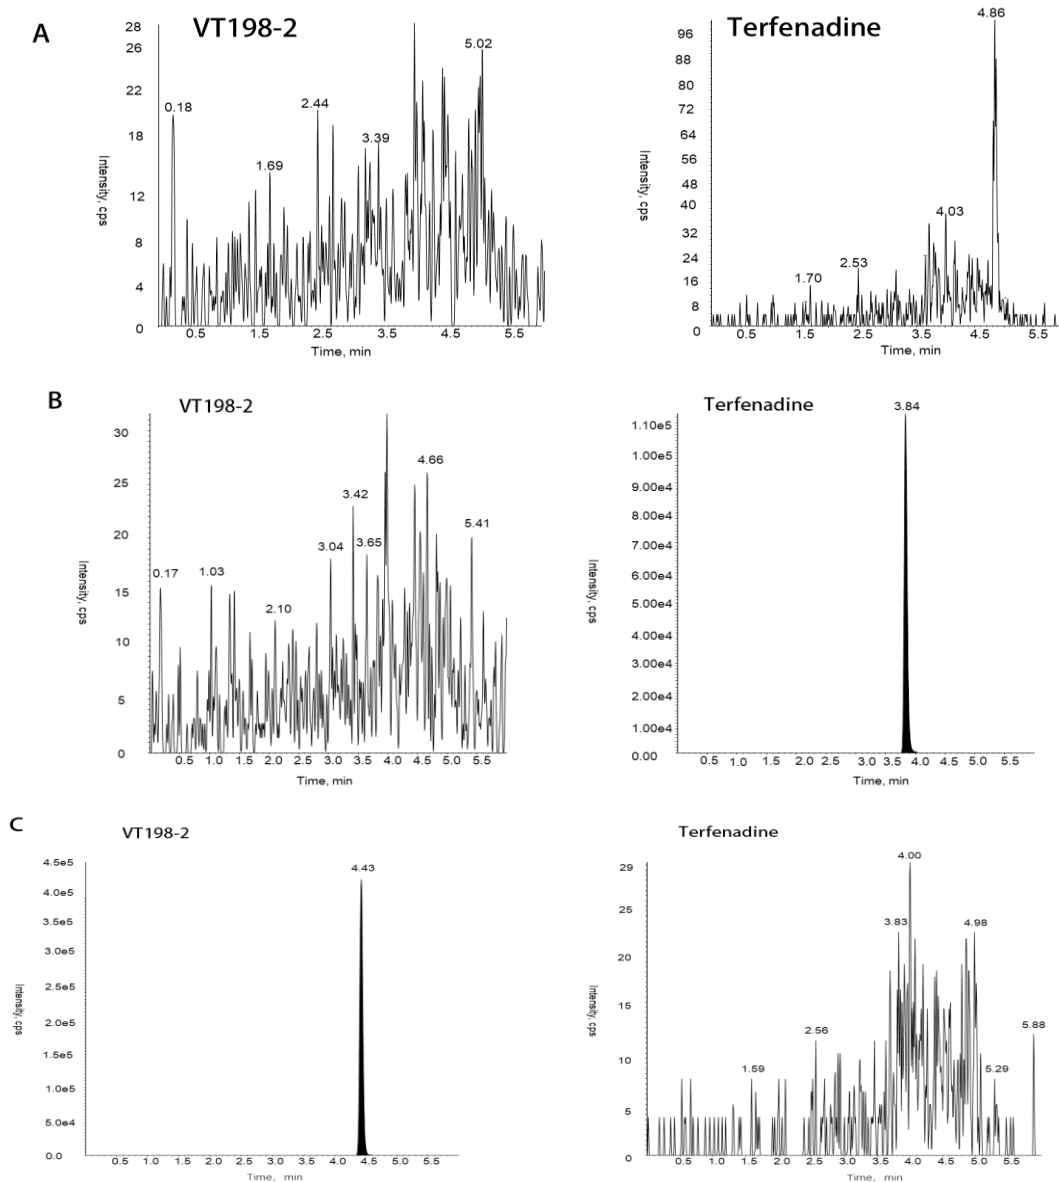 A
VT198-2
Intensity, cps
28
26
22
18
12
8
4
0
0.18
1.69
2.44
3.39
5.02
0.5 1.5 2.5 3.5 4.5 5.5
Time, min
Terfenadine
Intensity, cps
96
88
80
72
64
56
48
40
32
24
16
8
0
1.70
2.53
4.03
4.86
0.5 1.5 2.5 3.5 4.5 5.5
Time, min
B
VT198-2
Intensity, cps
30
25
20
15
10
5
0
0.17
1.03
2.10
3.04
3.42
3.65
4.66
5.41
0.5 1.0 1.5 2.0 2.5 3.0 3.5 4.0 4.5 5.0 5.5
Time, min
Terfenadine
Intensity, cps
1.10e5
1.00e5
9.00e4
8.00e4
7.00e4
6.00e4
5.00e4
4.00e4
3.00e4
2.00e4
1.00e4
0.00
3.84
0.5 1.0 1.5 2.0 2.5 3.0 3.5 4.0 4.5 5.0 5.5
Time, min
C
VT198-2
Intensity, cps
4.5e5
4.0e5
3.5e5
3.0e5
2.5e5
2.0e5
1.5e5
1.0e5
5.0e4
0.0
4.43
0.5 1.0 1.5 2.0 2.5 3.0 3.5 4.0 4.5 5.0 5.5
Time, min
Terfenadine
Intensity, cps
29
25
20
15
10
5
0
1.59
2.56
3.83
4.00
4.98
5.29
5.88
0.5 1.0 1.5 2.0 2.5 3.0 3.5 4.0 4.5 5.0 5.5
Time, min